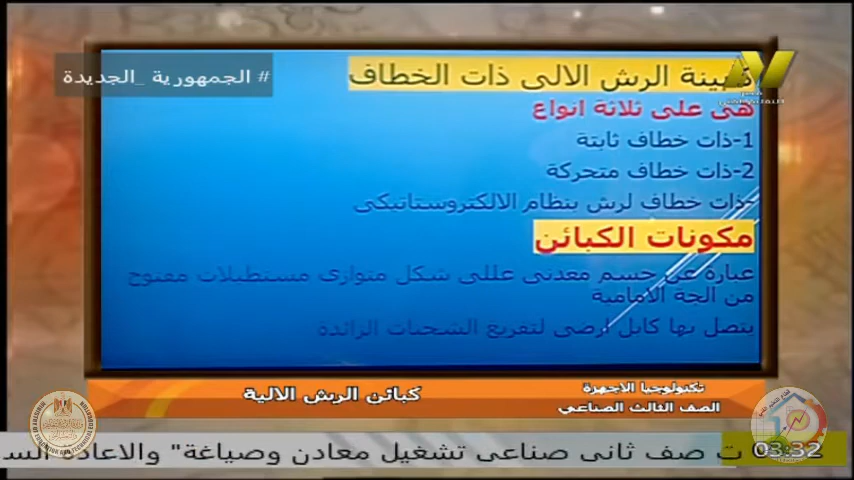 # الجمهورية _الجديدة
كبينة الرش الالى ذات الخطاف
هى على ثلاثة انواع
1-ذات خطاف ثابتة
2-ذات خطاف متحركة
-ذات خطاف لرش بنظام الالكتروستاتيكى
مكونات الكبائن
عبارة عن جسم معدنى عللى شكل متوازى مستطيلات مفتوح
من الجة الامامية
يتصل بها كابل ارضى لتفريغ الشحنات الزائدة
تكنولوجيا الاجهزة
الصف الثالث الصناعي
كبائن الرش الالية
ت صف ثانى صناعى تشغيل معادن وصياغة" والاعادة الس
03:32